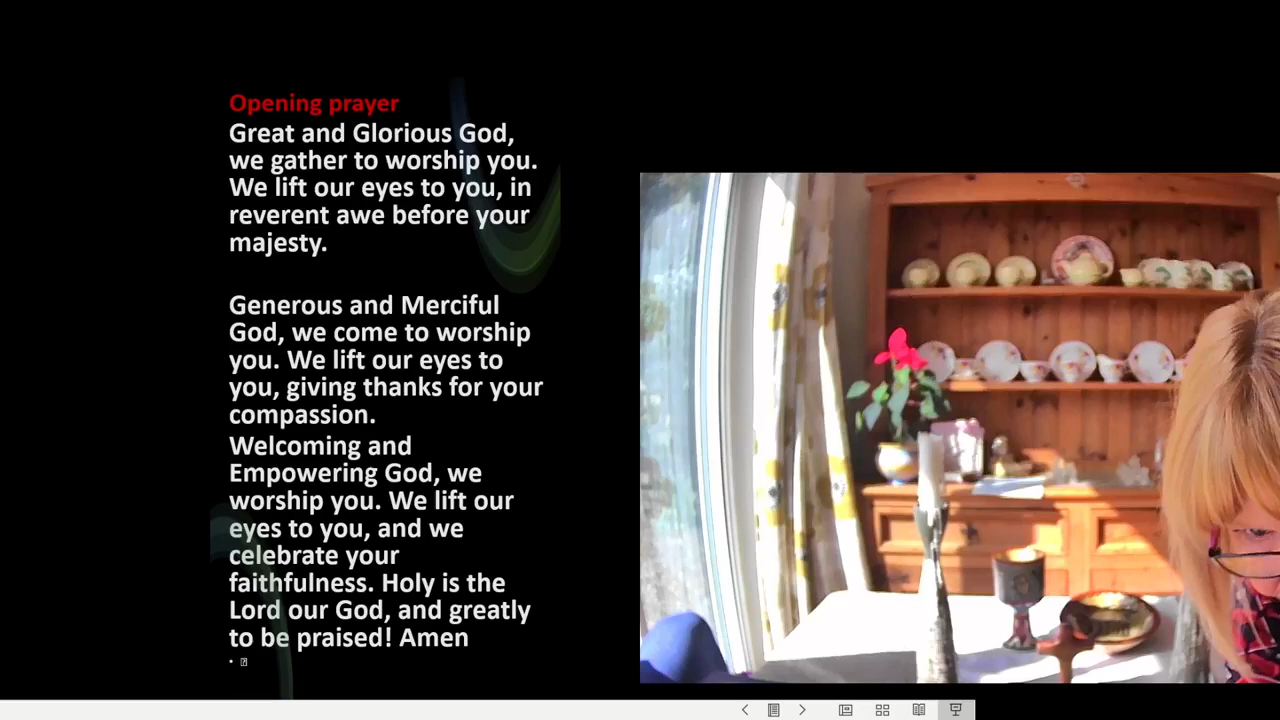 Opening prayer
Great and Glorious God,
we gather to worship you.
We lift our eyes to you, in
reverent awe before your
majesty.
Generous and Merciful
God, we come to worship
you. We lift our eyes to
you, giving thanks for your
compassion.
Welcoming and
Empowering God, we
worship you. We lift our
eyes to you, and we
celebrate your
faithfulness. Holy is the
Lord our God, and greatly
to be praised! Amen